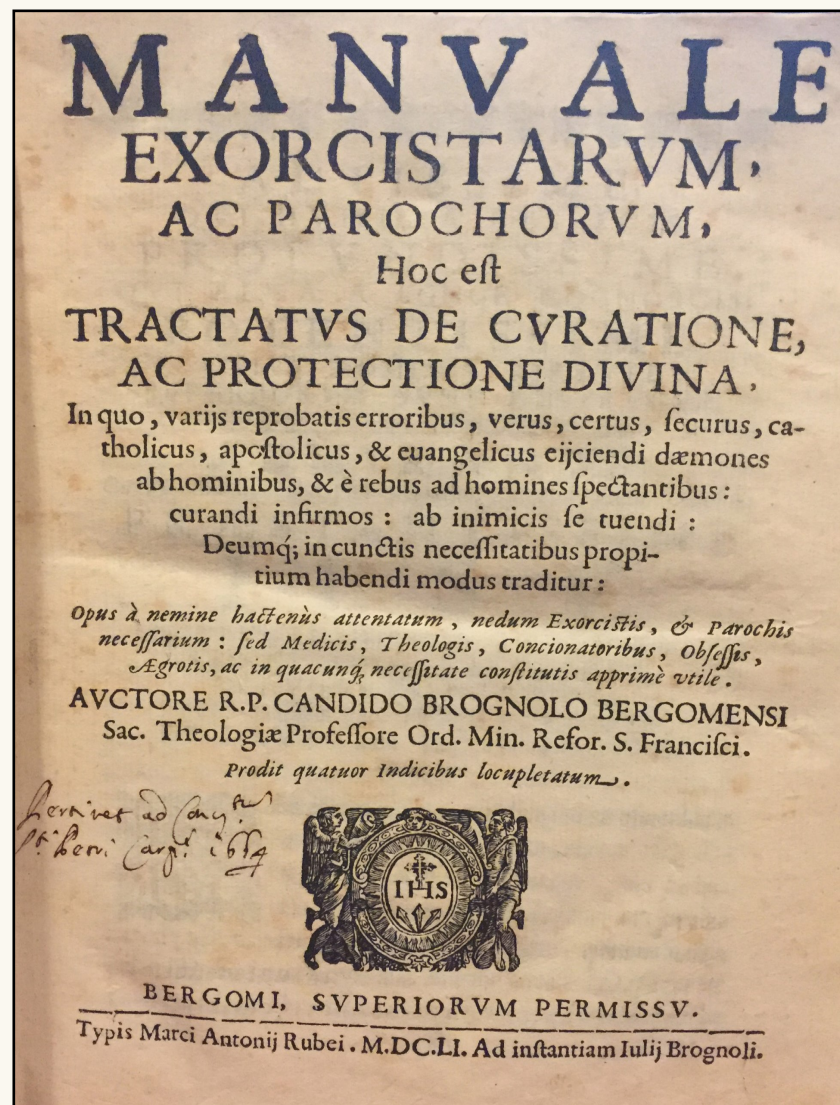 MANVALE
EXORCISTARVM,
AC PAROCHORVM,
Hoc eſt
TRACTATVS DE CVRATIONE,
AC PROTECTIONE DIVINA,
In quo, varijs reprobatis erroribus, verus, certus, ſecurus, ca-
tholicus, apoſtolicus, & euangelicus eijciendi dæmones
ab hominibus, & è rebus ad homines ſpectantibus:
curandi infirmos: ab inimicis ſe tuendi:
Deumq́; in cunctis neceſſitatibus propi-
tium habendi modus traditur:
Opus à nemine hactenùs attentatum, nedum Exorciſtis, & Parochis
neceſſarium: ſed Medicis, Theologis, Concionatoribus, Obſeſſis,
Ægrotis, ac in quacunq́; neceſſitate conſtitutis apprimè vtile.
AVCTORE R.P. CANDIDO BROGNOLO BERGOMENSI
Sac. Theologiæ Profeſſore Ord. Min. Refor. S. Franciſci.
Prodit quatuor Indicibus locupletatum.
Pertinet ad
Petri 1664
IHS
BERGOMI, SVPERIORVM PERMISSV.
Typis Marci Antonij Rubei. M.DC.LI. Ad inſtantiam Iulij Brognoli.